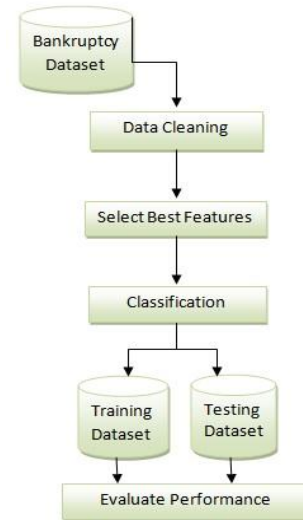 Bankruptcy
Dataset
Data Cleaning
Select Best Features
Classification
Training
Dataset
Testing
Dataset
Evaluate Performance